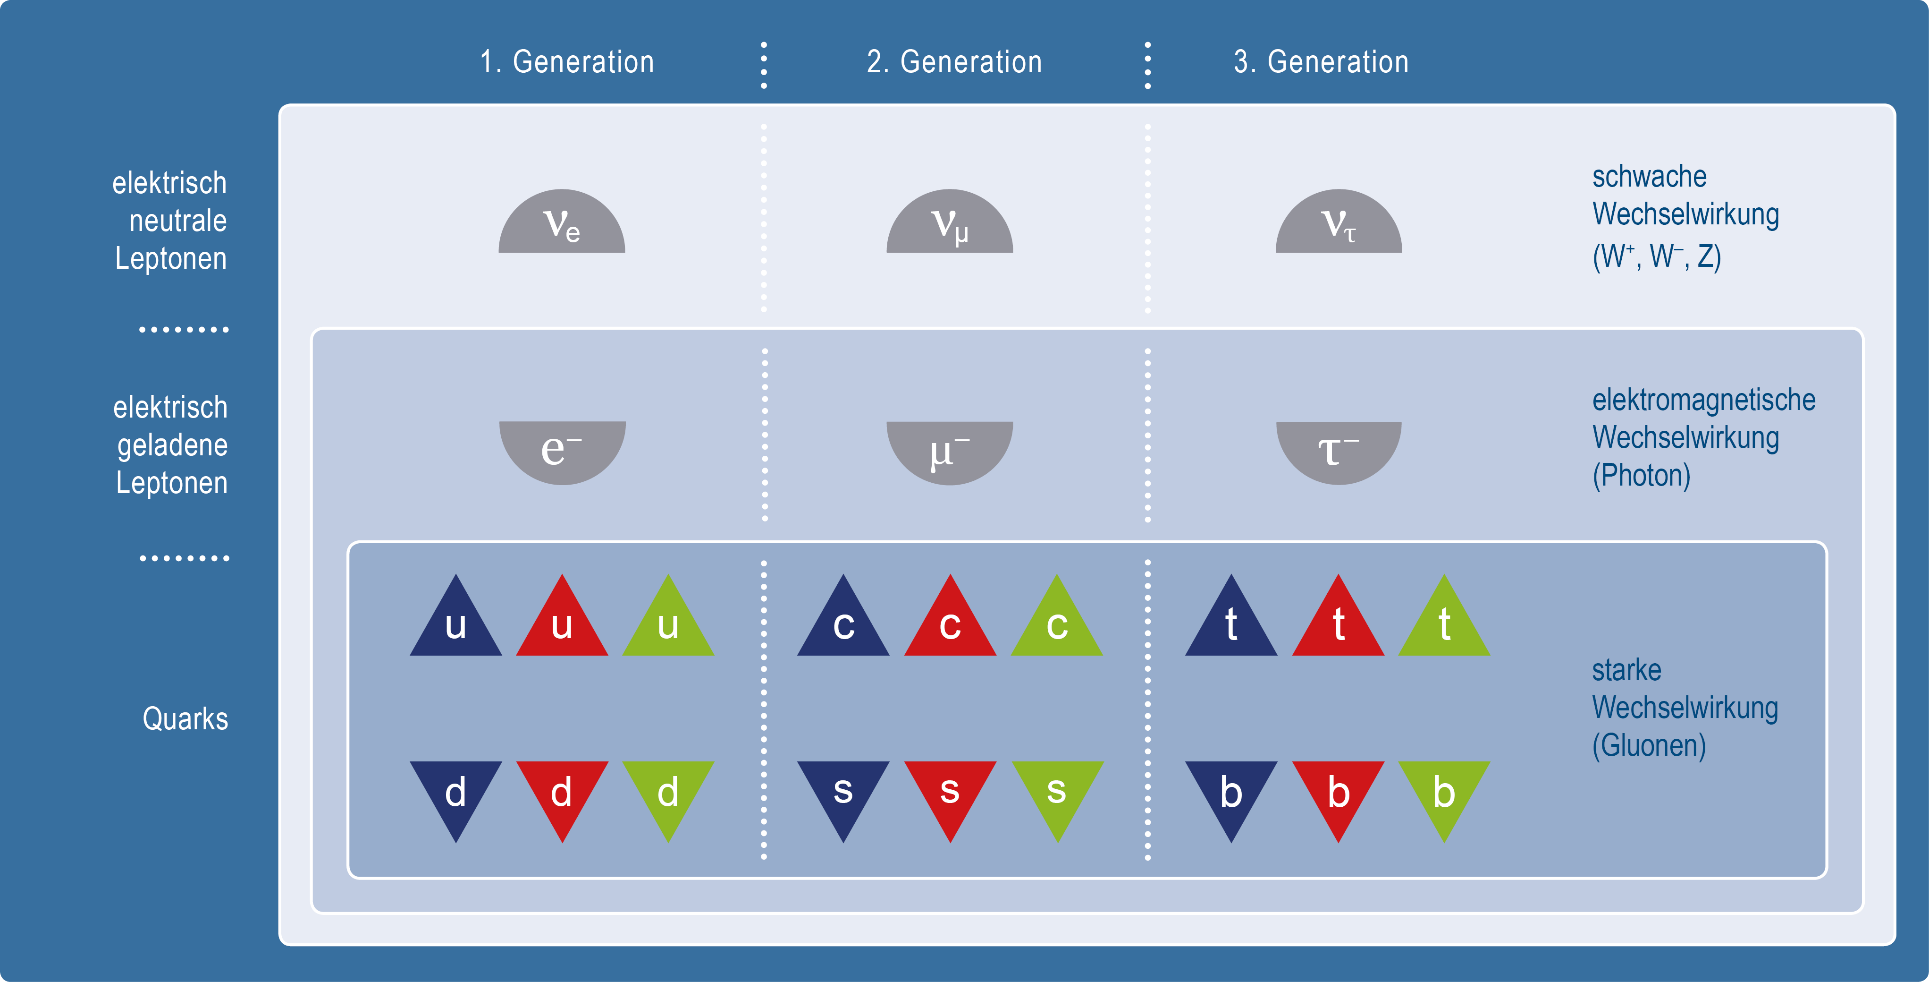 1. Generation
2. Generation
3. Generation
elektrisch
neutrale
Leptonen
νe
νμ
ντ
schwache
Wechselwirkung
(W⁺, W⁻, Z)
elektrisch
geladene
Leptonen
e⁻
μ⁻
τ⁻
elektromagnetische
Wechselwirkung
(Photon)
Quarks
u u u
c c c
t t t
d d d
s s s
b b b
starke
Wechselwirkung
(Gluonen)